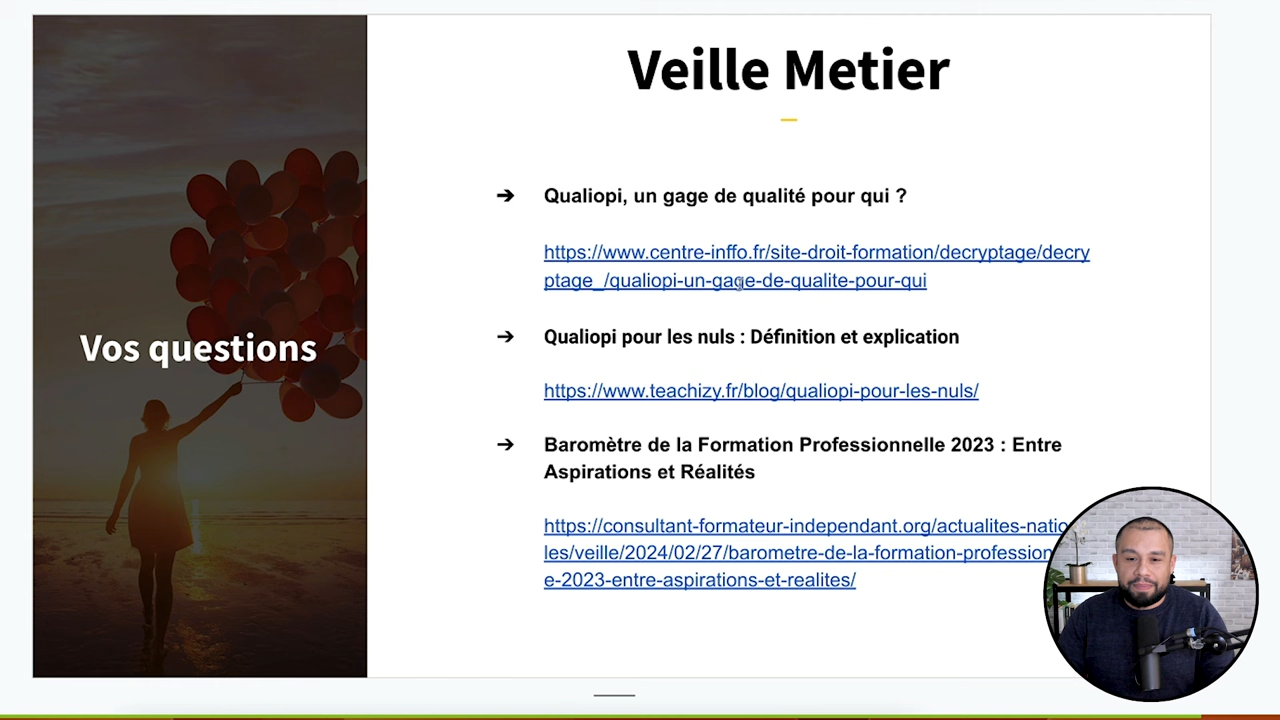 Veille Metier
Vos questions
➔ Qualiopi, un gage de qualité pour qui ?
https://www.centre-inffo.fr/site-droit-formation/decryptage/decry
ptage_/qualiopi-un-gage-de-qualite-pour-qui
➔ Qualiopi pour les nuls : Définition et explication
https://www.teachizy.fr/blog/qualiopi-pour-les-nuls/
➔ Baromètre de la Formation Professionnelle 2023 : Entre
Aspirations et Réalités
https://consultant-formateur-independant.org/actualites-natio
les/veille/2024/02/27/barometre-de-la-formation-profession
e-2023-entre-aspirations-et-realites/